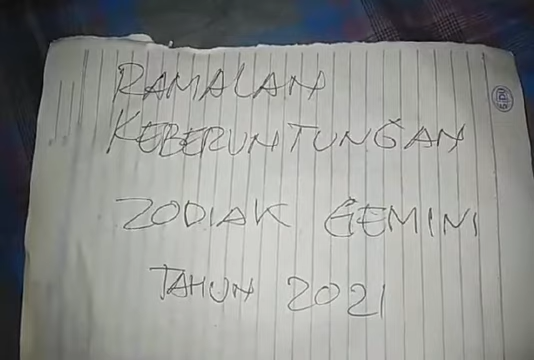 RAMALAN
KEBERUNTUNGAN
ZODIAK GEMINI
TAHUN 2021